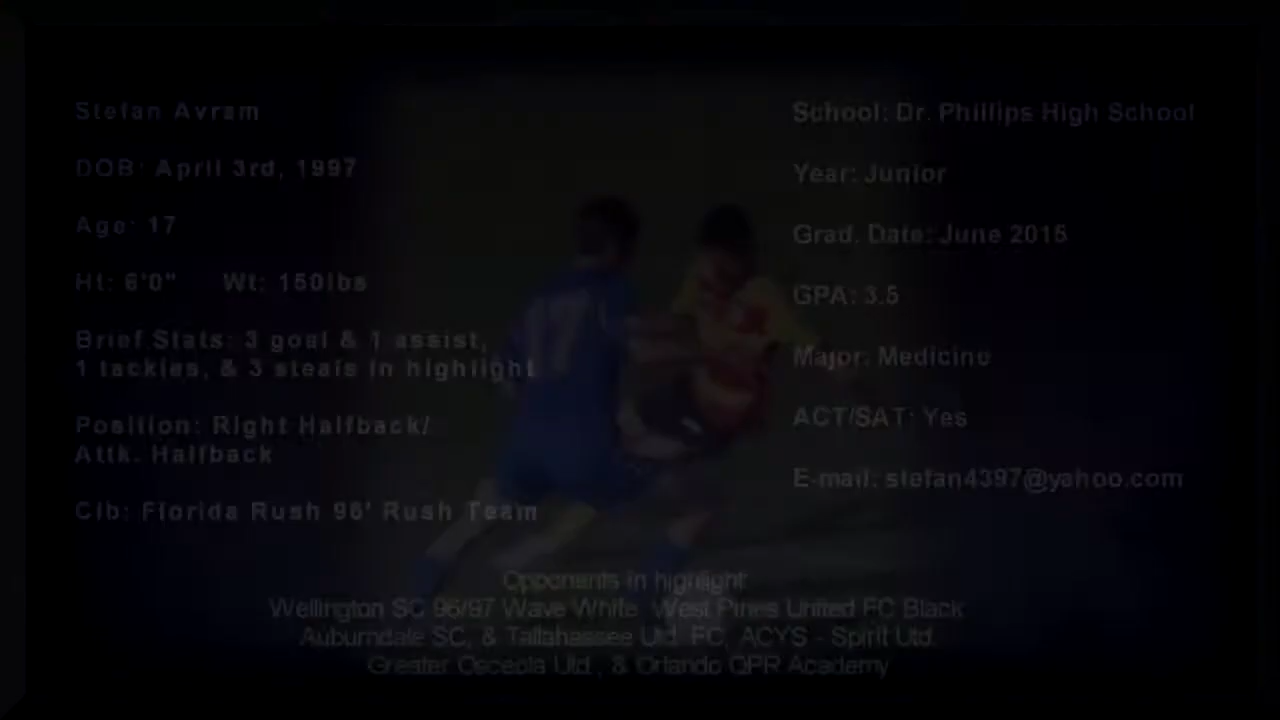 Stefan Avram
DOB: April 3rd, 1997
Age: 17
Ht: 6'0" Wt: 150lbs
Brief Stats: 3 goal & 1 assist,
1 tackles, & 3 steals in highlight
Position: Right Halfback/
Attk. Halfback
Clb: Florida Rush 96' Rush Team
School: Dr. Phillips High School
Year: Junior
Grad. Date: June 2015
GPA: 3.5
Major: Medicine
ACT/SAT: Yes
E-mail: stefan4397@yahoo.com
Opponents in highlight:
Wellington SC 96/97 Wave White, West Pines United FC Black
Auburndale SC, & Tallahassee Utd. FC, ACYS - Spirit Utd.
Greater Osceola Utd., & Orlando QPR Academy
17